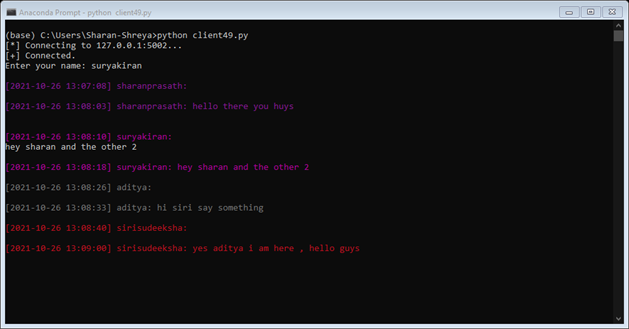 Anaconda Prompt - python client49.py
(base) C:\Users\Sharan-Shreya>python client49.py
[*] Connecting to 127.0.0.1:5002...
[+] Connected.
Enter your name: suryakiran
[2021-10-26 13:07:08] sharanprasath:
[2021-10-26 13:08:03] sharanprasath: hello there you huys
[2021-10-26 13:08:10] suryakiran:
hey sharan and the other 2
[2021-10-26 13:08:18] suryakiran: hey sharan and the other 2
[2021-10-26 13:08:26] aditya:
[2021-10-26 13:08:33] aditya: hi siri say something
[2021-10-26 13:08:40] sirisudeeksha:
[2021-10-26 13:09:00] sirisudeeksha: yes aditya i am here , hello guys